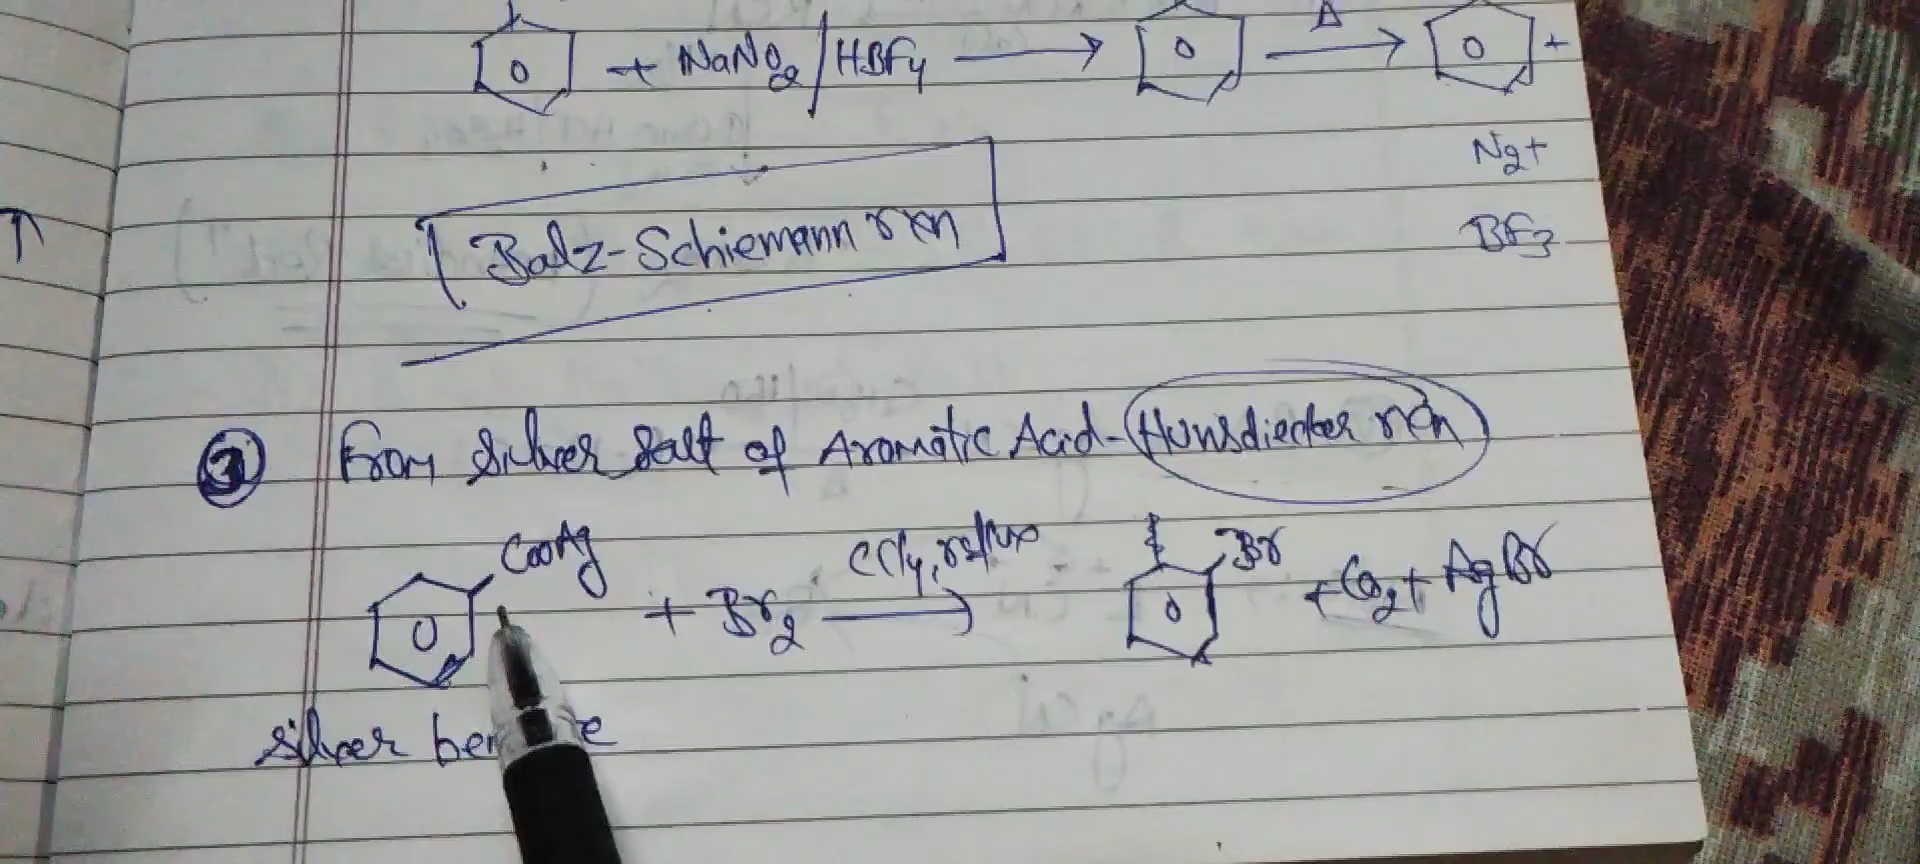 + NaNO2/HBF4 ⟶ Δ ⟶ +
N2+
BF3
Balz-Schiemann rxn
③ From Silver Salt of Aromatic Acid-Hunsdiecker rxn
COOAg
+ Br2 CCl4, reflux ⟶ Br + CO2 + AgBr
silver